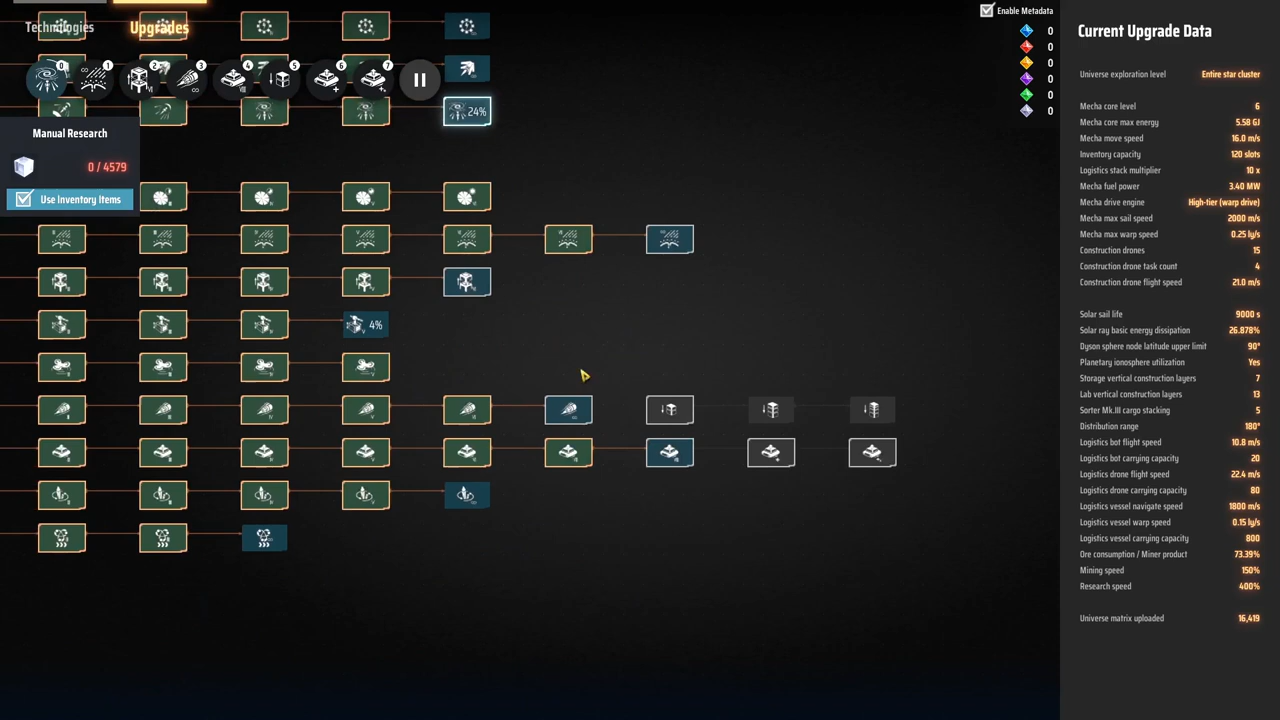 Technologies
Upgrades
0
1
2
3
4
5
6
7
Manual Research
0 / 4579
Use Inventory Items
24%
4%
Enable Metadata
0
0
0
0
0
0
Current Upgrade Data
Universe exploration level Entire star cluster
Mecha core level 6
Mecha core max energy 5.58 GJ
Mecha move speed 16.0 m/s
Inventory capacity 120 slots
Logistics stack multiplier 10 x
Mecha fuel power 3.40 MW
Mecha drive engine High-tier (warp drive)
Mecha max sail speed 2000 m/s
Mecha max warp speed 0.25 ly/s
Construction drones 15
Construction drone task count 4
Construction drone flight speed 21.0 m/s
Solar sail life 9000 s
Solar ray basic energy dissipation 26.878%
Dyson sphere node latitude upper limit 90°
Planetary ionosphere utilization Yes
Storage vertical construction layers 7
Lab vertical construction layers 13
Sorter Mk.III cargo stacking 5
Distribution range 180°
Logistics bot flight speed 10.8 m/s
Logistics bot carrying capacity 20
Logistics drone flight speed 22.4 m/s
Logistics drone carrying capacity 80
Logistics vessel navigate speed 1800 m/s
Logistics vessel warp speed 0.15 ly/s
Logistics vessel carrying capacity 800
Ore consumption / Miner product 73.39%
Mining speed 150%
Research speed 400%
Universe matrix uploaded 16,419